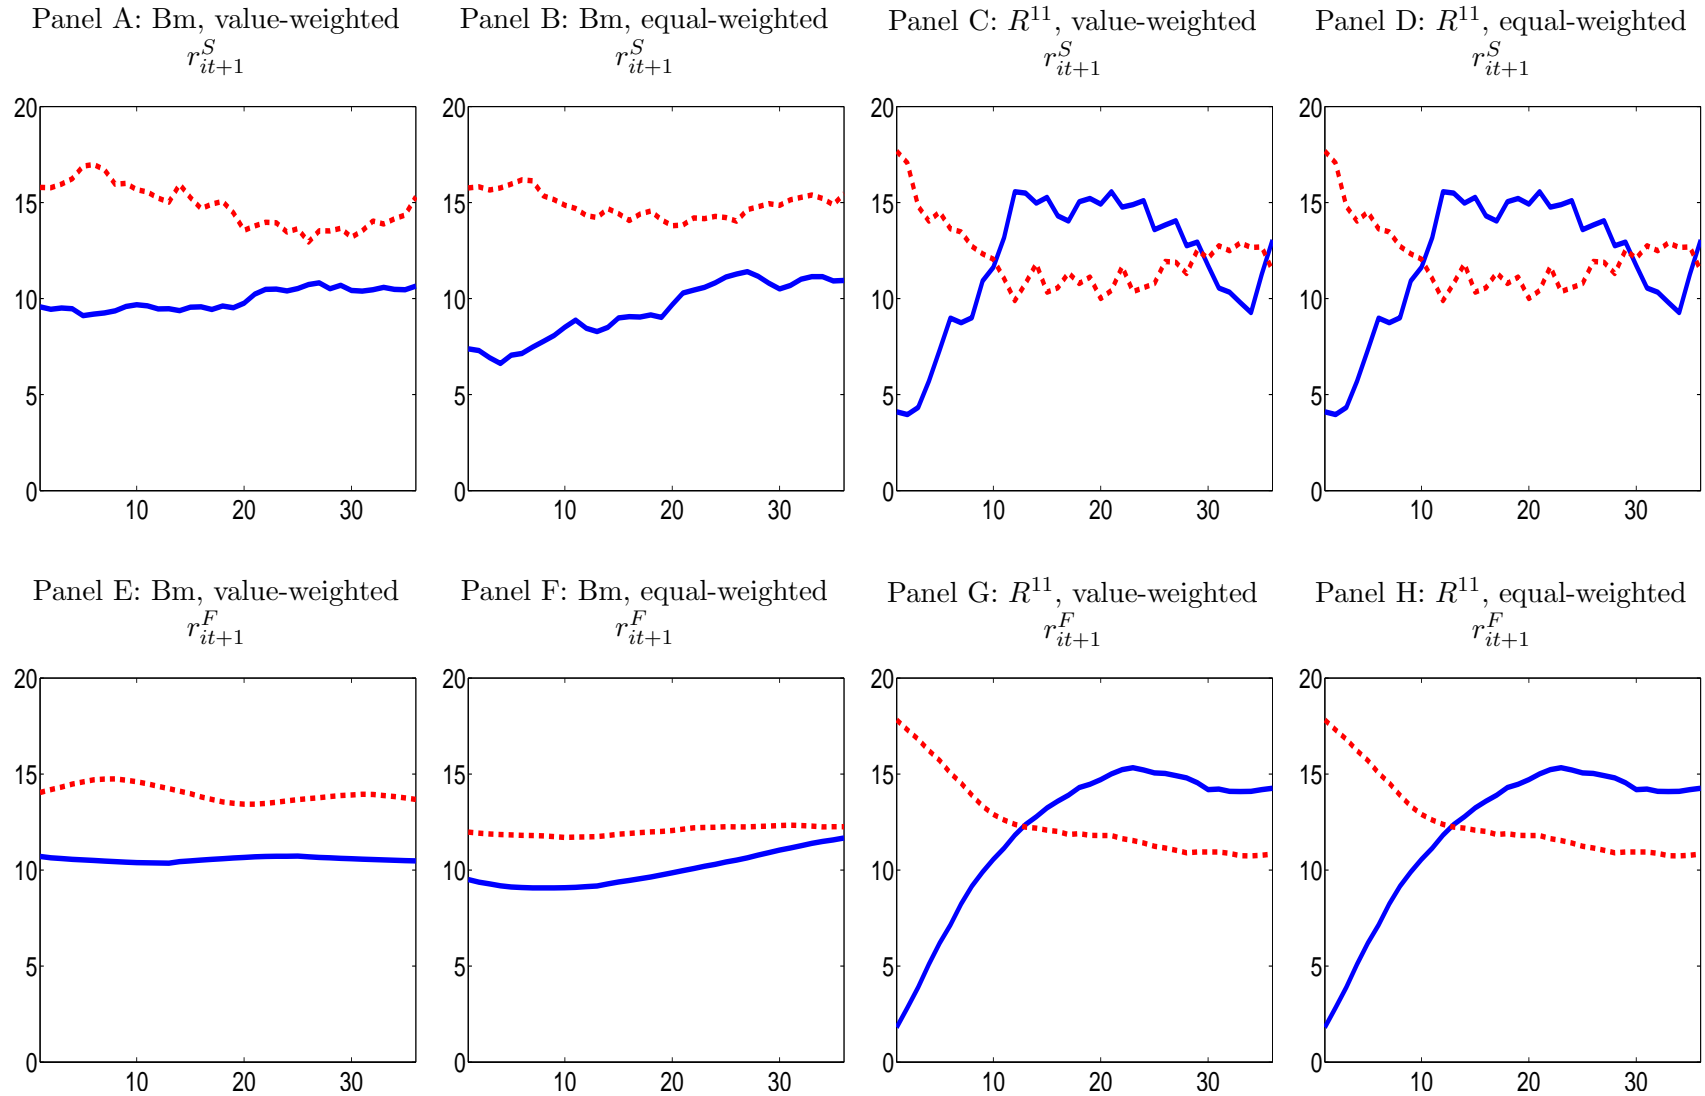 Panel A: Bm, value-weighted
r^S_{it+1}
20
15
10
5
0
10 20 30
Panel B: Bm, equal-weighted
r^S_{it+1}
20
15
10
5
0
10 20 30
Panel C: R^{11}, value-weighted
r^S_{it+1}
20
15
10
5
0
10 20 30
Panel D: R^{11}, equal-weighted
r^S_{it+1}
20
15
10
5
0
10 20 30
Panel E: Bm, value-weighted
r^F_{it+1}
20
15
10
5
0
10 20 30
Panel F: Bm, equal-weighted
r^F_{it+1}
20
15
10
5
0
10 20 30
Panel G: R^{11}, value-weighted
r^F_{it+1}
20
15
10
5
0
10 20 30
Panel H: R^{11}, equal-weighted
r^F_{it+1}
20
15
10
5
0
10 20 30